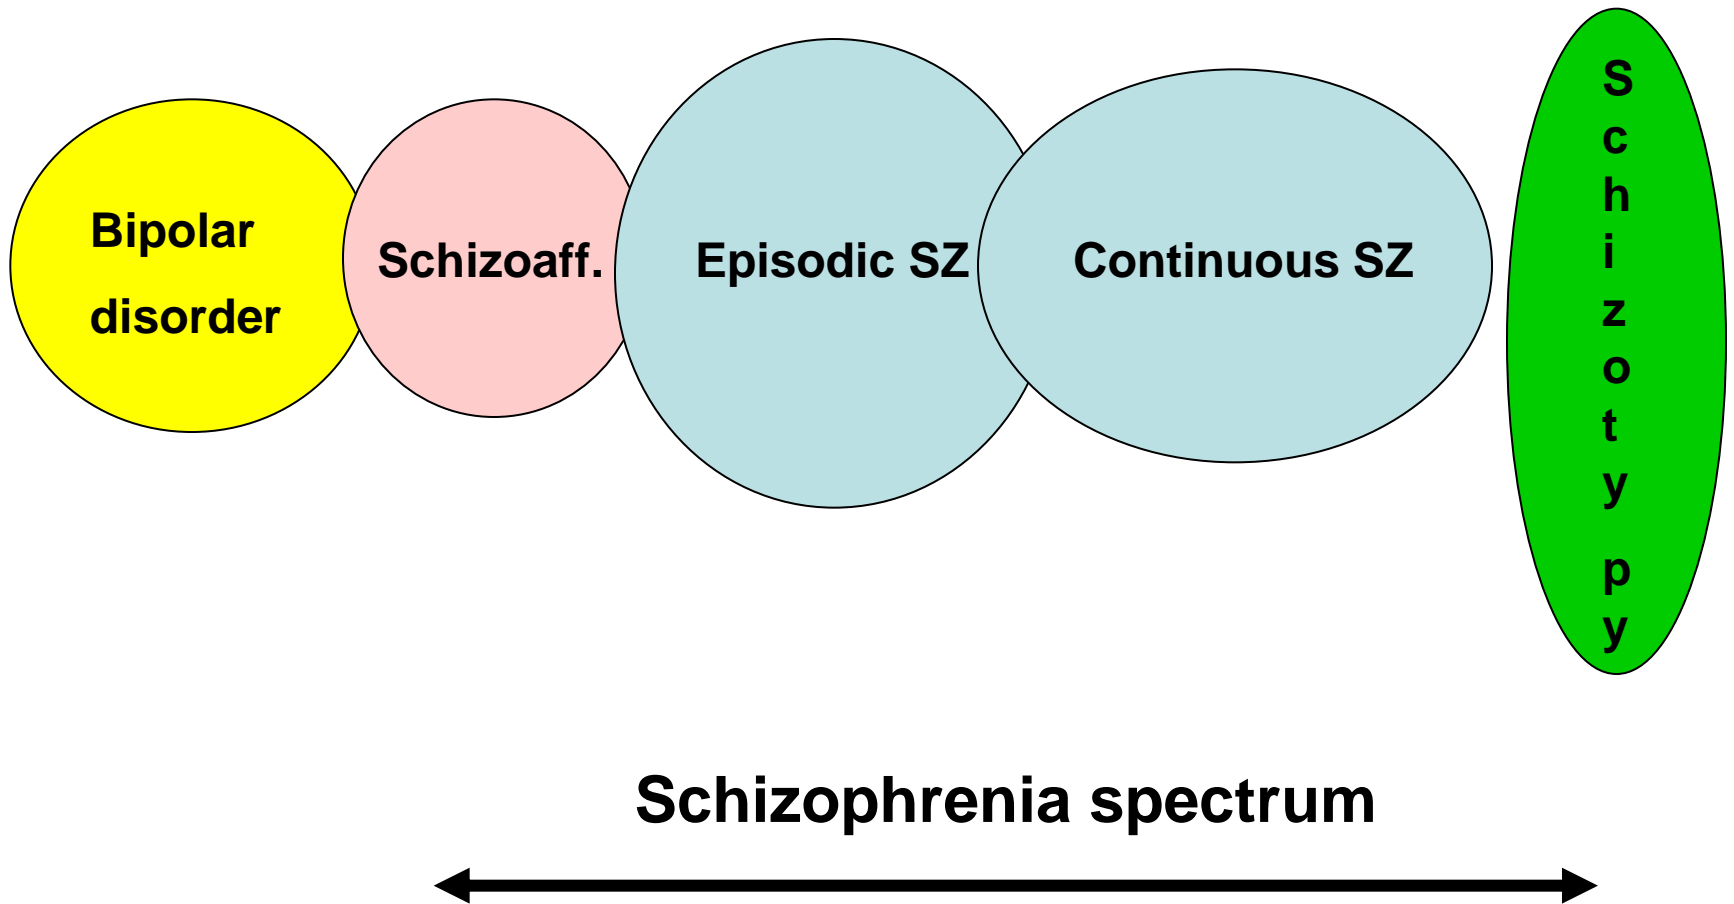 Bipolar
disorder
Schizoaff.
Episodic SZ
Continuous SZ
S
c
h
i
z
o
t
y
p
y
Schizophrenia spectrum